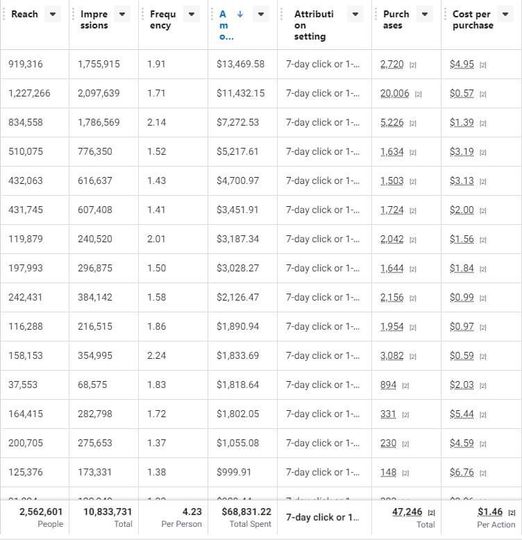 Reach Impre ssions Frequ ency A m o... Attributi on setting Purch ases Cost per purchase
919,316 1,755,915 1.91 $13,469.58 7-day click or 1-... 2,720 [2] $4.95 [2]
1,227,266 2,097,639 1.71 $11,432.15 7-day click or 1-... 20,006 [2] $0.57 [2]
834,558 1,786,569 2.14 $7,272.53 7-day click or 1-... 5,226 [2] $1.39 [2]
510,075 776,350 1.52 $5,217.61 7-day click or 1-... 1,634 [2] $3.19 [2]
432,063 616,637 1.43 $4,700.97 7-day click or 1-... 1,503 [2] $3.13 [2]
431,745 607,408 1.41 $3,451.91 7-day click or 1-... 1,724 [2] $2.00 [2]
119,879 240,520 2.01 $3,187.34 7-day click or 1-... 2,042 [2] $1.56 [2]
197,993 296,875 1.50 $3,028.27 7-day click or 1-... 1,644 [2] $1.84 [2]
242,431 384,142 1.58 $2,126.47 7-day click or 1-... 2,156 [2] $0.99 [2]
116,288 216,515 1.86 $1,890.94 7-day click or 1-... 1,954 [2] $0.97 [2]
158,153 354,995 2.24 $1,833.69 7-day click or 1-... 3,082 [2] $0.59 [2]
37,553 68,575 1.83 $1,818.64 7-day click or 1-... 894 [2] $2.03 [2]
164,415 282,798 1.72 $1,802.05 7-day click or 1-... 331 [2] $5.44 [2]
200,705 275,653 1.37 $1,055.08 7-day click or 1-... 230 [2] $4.59 [2]
125,376 173,331 1.38 $999.91 7-day click or 1-... 148 [2] $6.76 [2]
2,562,601 10,833,731 4.23 $68,831.22 7-day click or 1... 47,246 [2] $1.46 [2]
People Total Per Person Total Spent Total Per Action